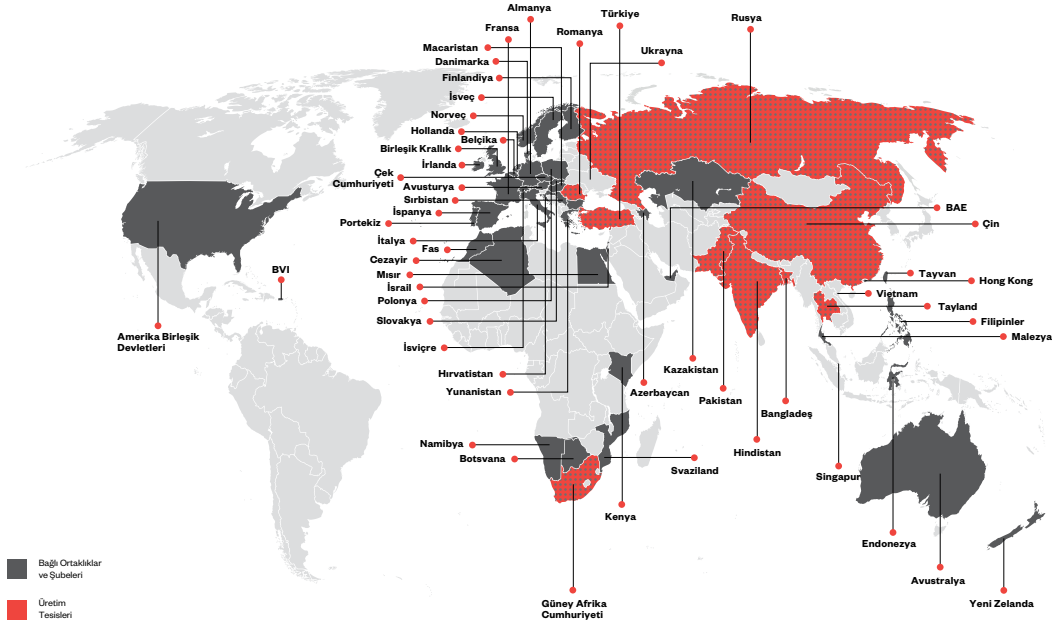 Almanya
Türkiye
Rusya
Fransa
Romanya
Macaristan
Ukrayna
Danimarka
Finlandiya
İsveç
Norveç
Hollanda
Belçika
Birleşik Krallık
İrlanda
Çek
Cumhuriyeti
Avusturya
Sırbistan
İspanya
Portekiz
İtalya
Fas
Cezayir
Mısır
İsrail
Polonya
Slovakya
İsviçre
Hırvatistan
Yunanistan
BVI
Amerika Birleşik
Devletleri
BAE
Çin
Tayvan
Hong Kong
Vietnam
Tayland
Filipinler
Malezya
Kazakistan
Azerbaycan
Pakistan
Bangladeş
Hindistan
Namibya
Botsvana
Svaziland
Singapur
Kenya
Endonezya
Avustralya
Güney Afrika
Cumhuriyeti
Yeni Zelanda
Bağlı Ortaklıklar
ve Şubeleri
Üretim
Tesisleri